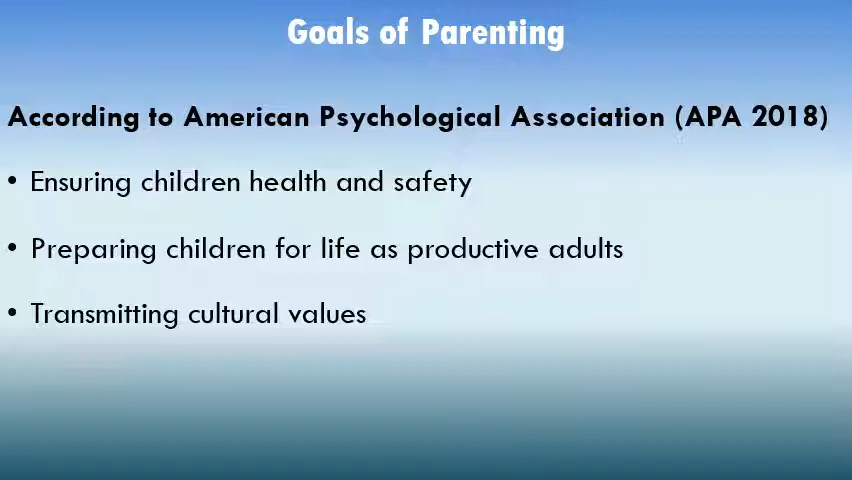 Goals of Parenting
According to American Psychological Association (APA 2018)
• Ensuring children health and safety
• Preparing children for life as productive adults
• Transmitting cultural values